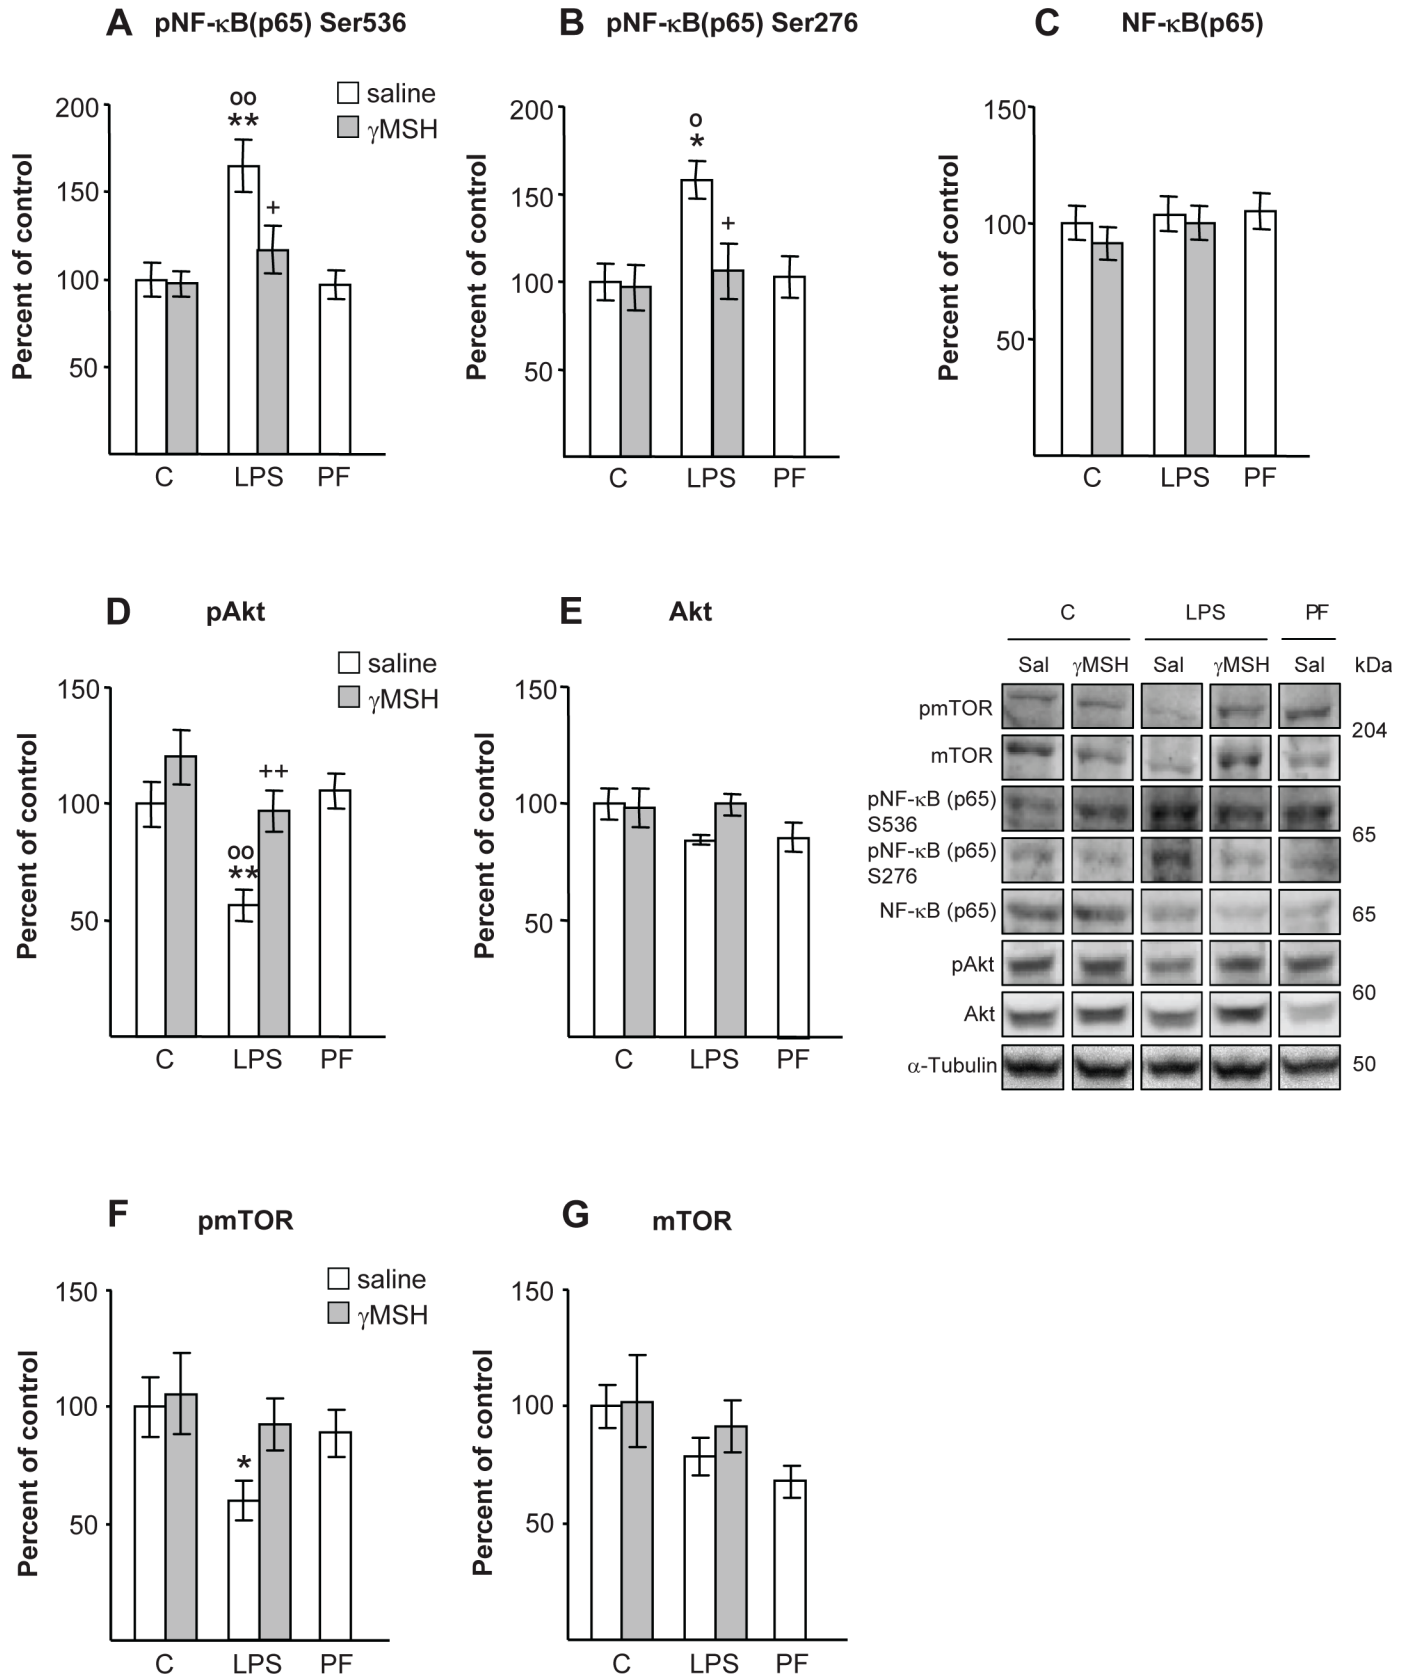 A pNF-κB(p65) Ser536
B pNF-κB(p65) Ser276
C NF-κB(p65)
saline
γMSH
Percent of control
200
150
100
50
oo
**
+
C LPS PF
Percent of control
200
150
100
50
o
*
+
C LPS PF
Percent of control
150
100
50
C LPS PF
D pAkt
saline
γMSH
Percent of control
150
100
50
oo
**
++
C LPS PF
E Akt
Percent of control
150
100
50
C LPS PF
C LPS PF
Sal γMSH Sal γMSH Sal kDa
pmTOR
204
mTOR
pNF-κB (p65)
S536
65
pNF-κB (p65)
S276
NF-κB (p65) 65
pAkt
60
Akt
α-Tubulin 50
F pmTOR
saline
γMSH
Percent of control
150
100
50
*
C LPS PF
G mTOR
Percent of control
150
100
50
C LPS PF